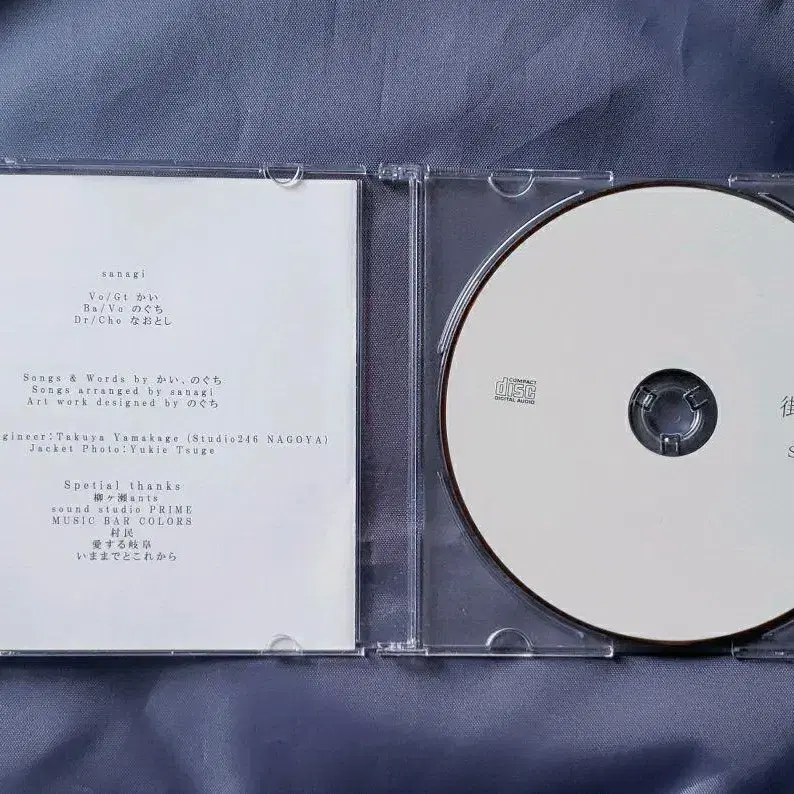 sanagi
Vo/Gt かい
Ba/Vo のぐち
Dr/Cho なおとし
Songs & Words by かい、のぐち
Songs arranged by sanagi
Art work designed by のぐち
gineer:Takuya Yamakage (Studio246 NAGOYA)
Jacket Photo:Yukie Tsuge
Spetial thanks
柳ヶ瀬ants
sound studio PRIME
MUSIC BAR COLORS
村民
愛する岐阜
いままでとこれから
COMPACT
disc
DIGITAL AUDIO
街
s